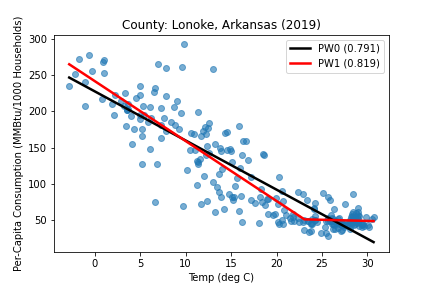 County: Lonoke, Arkansas (2019)
Per-Capita Consumption (MMBtu/1000 Households)
300
250
200
150
100
50
PW0 (0.791)
PW1 (0.819)
0
5
10
15
20
25
30
Temp (deg C)